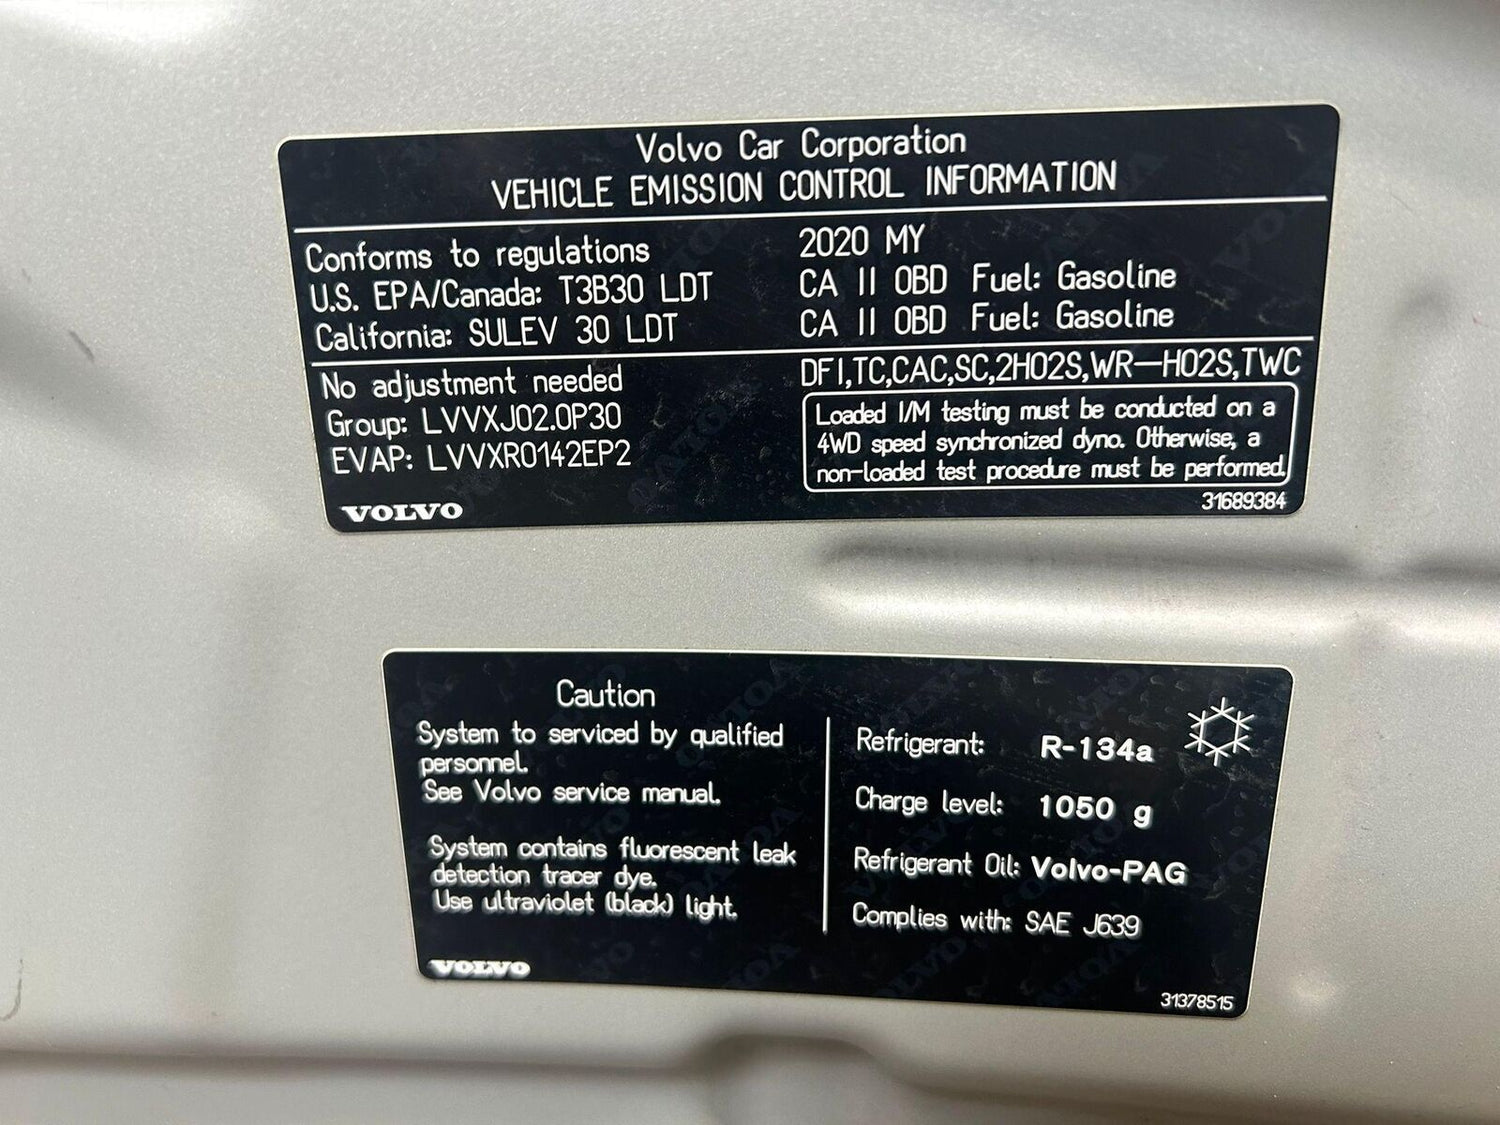 Volvo Car Corporation
VEHICLE EMISSION CONTROL INFORMATION
Conforms to regulations 2020 MY
U.S. EPA/Canada: T3B30 LDT CA II OBD Fuel: Gasoline
California: SULEV 30 LDT CA II OBD Fuel: Gasoline
No adjustment needed
Group: LVVXJ02.0P30
EVAP: LVVXR0142EP2
DFI,TC,CAC,SC,2HO2S,WR-HO2S,TWC
Loaded I/M testing must be conducted on a
4WD speed synchronized dyno. Otherwise, a
non-loaded test procedure must be performed.
VOLVO
31689384
Caution
System to serviced by qualified
personnel.
See Volvo service manual.
System contains fluorescent leak
detection tracer dye.
Use ultraviolet (black) light.
VOLVO
Refrigerant: R-134a
Charge level: 1050 g
Refrigerant Oil: Volvo-PAG
Complies with: SAE J639
31378515